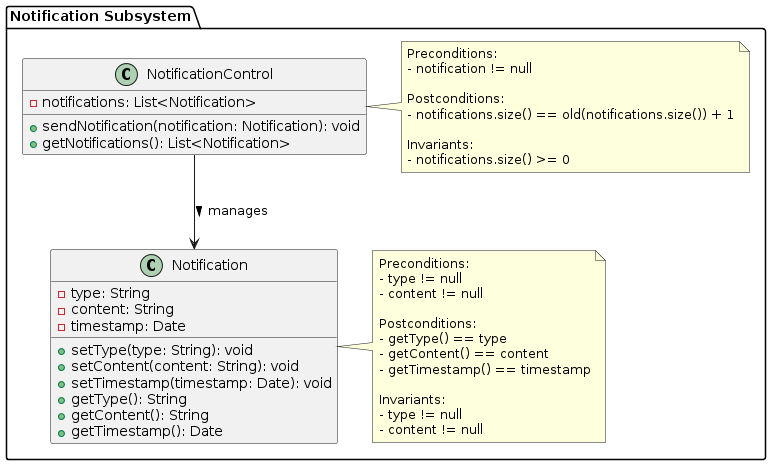 Notification Subsystem
C NotificationControl
notifications: List<Notification>
sendNotification(notification: Notification): void
getNotifications(): List<Notification>
Preconditions:
- notification != null
Postconditions:
- notifications.size() == old(notifications.size()) + 1
Invariants:
- notifications.size() >= 0
manages
C Notification
type: String
content: String
timestamp: Date
setType(type: String): void
setContent(content: String): void
setTimestamp(timestamp: Date): void
getType(): String
getContent(): String
getTimestamp(): Date
Preconditions:
- type != null
- content != null
Postconditions:
- getType() == type
- getContent() == content
- getTimestamp() == timestamp
Invariants:
- type != null
- content != null